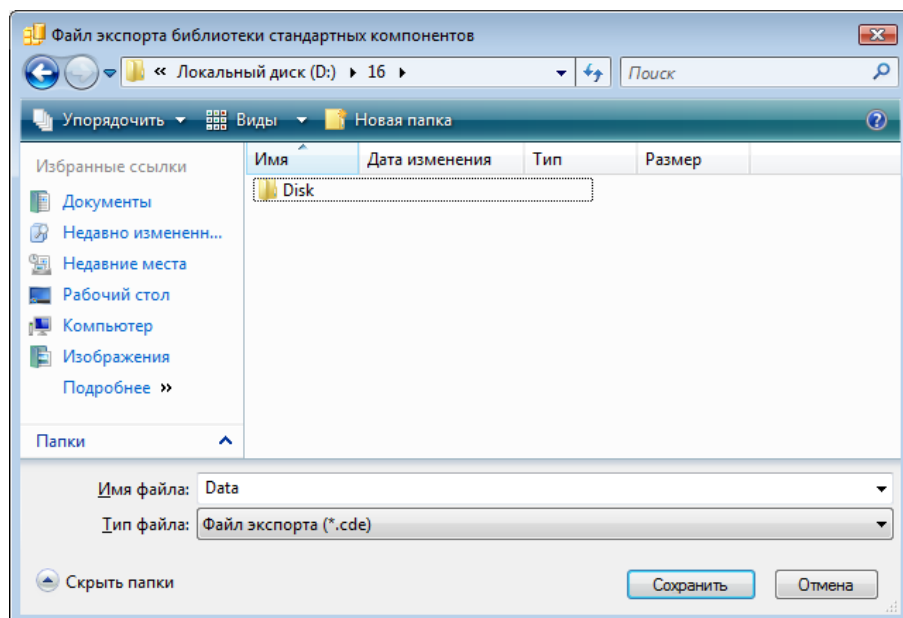 Файл экспорта библиотеки стандартных компонентов
« Локальный диск (D:) 16 Поиск
Упорядочить Виды Новая папка
Избранные ссылки
Имя Дата изменения Тип Размер
Disk
Документы
Недавно измененн...
Недавние места
Рабочий стол
Компьютер
Изображения
Подробнее »
Папки
Имя файла: Data
Тип файла: Файл экспорта (*.cde)
Скрыть папки Сохранить Отмена